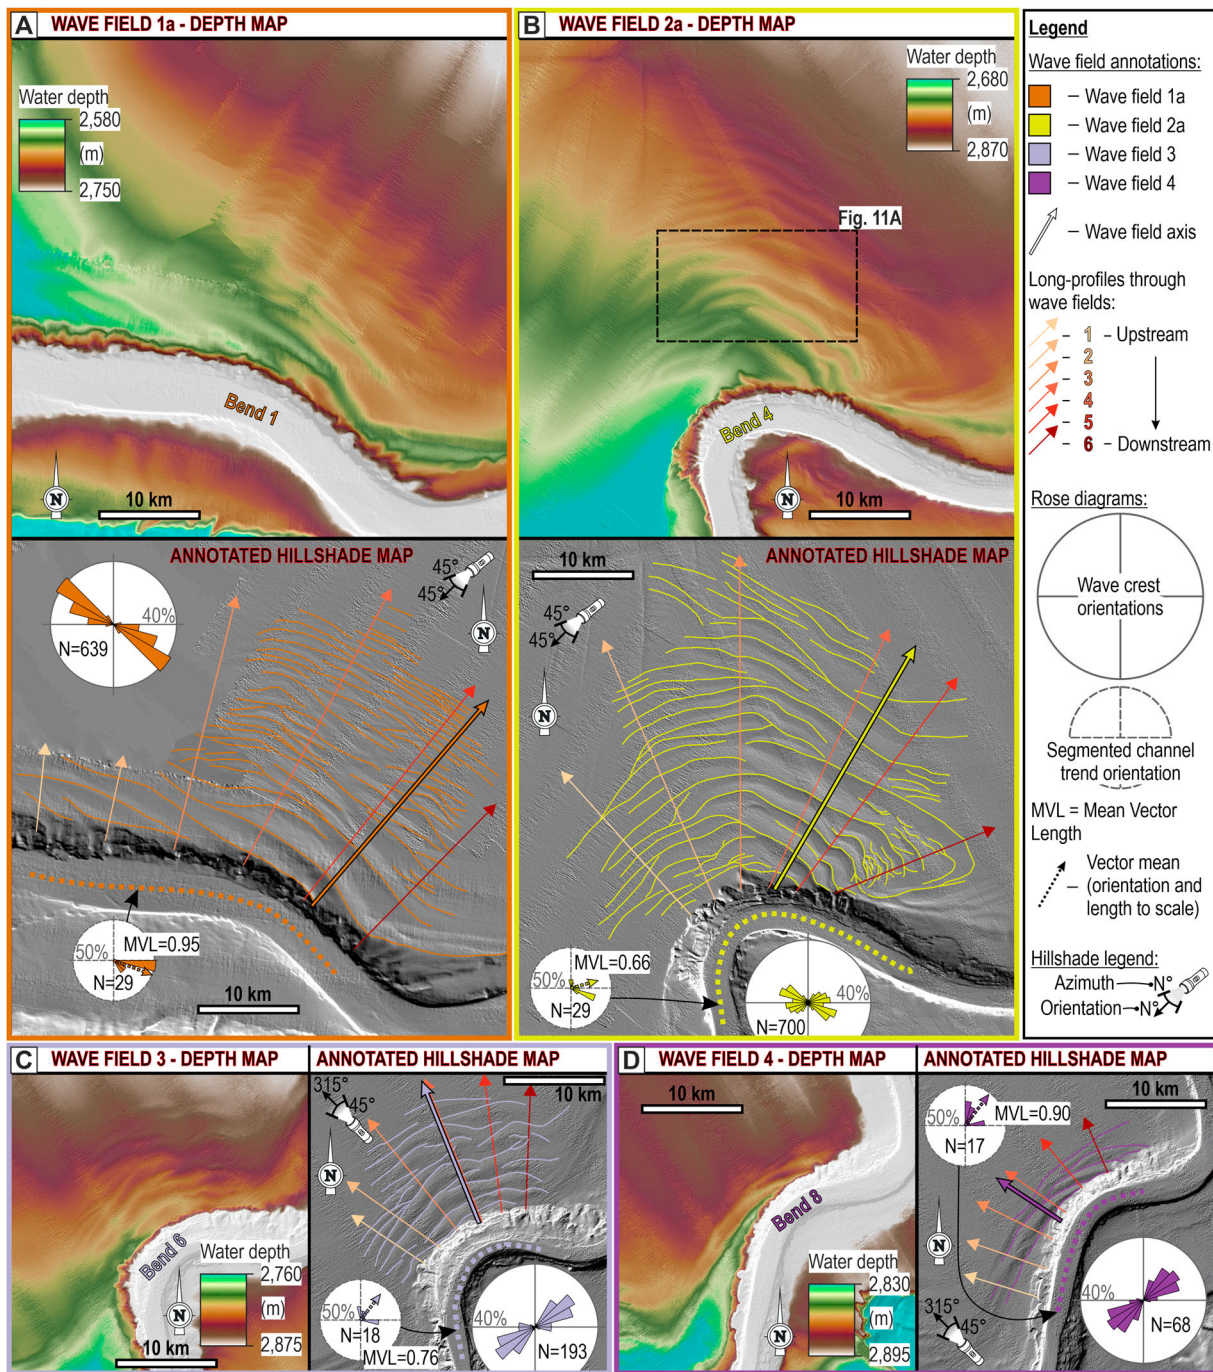 A
WAVE FIELD 1a - DEPTH MAP
Water depth
2,580
(m)
2,750
Bend 1
N
10 km
ANNOTATED HILLSHADE MAP
45°
45°
N
40%
N=639
MVL=0.95
50%
N=29
10 km
B
WAVE FIELD 2a - DEPTH MAP
Water depth
2,680
(m)
2,870
Fig. 11A
Bend 4
N
10 km
10 km
ANNOTATED HILLSHADE MAP
45°
45°
N
MVL=0.66
50%
N=29
40%
N=700
Legend
Wave field annotations:
– Wave field 1a
– Wave field 2a
– Wave field 3
– Wave field 4
– Wave field axis
Long-profiles through
wave fields:
– 1 – Upstream
– 2
– 3
– 4
– 5
– 6 – Downstream
Rose diagrams:
Wave crest
orientations
Segmented channel
trend orientation
MVL = Mean Vector
Length
Vector mean
– (orientation and
length to scale)
Hillshade legend:
Azimuth N°
Orientation N°
C
WAVE FIELD 3 - DEPTH MAP
Bend 6
Water depth
2,760
(m)
2,875
N
10 km
ANNOTATED HILLSHADE MAP
10 km
315°
45°
N
50%
N=18
MVL=0.76
40%
N=193
D
WAVE FIELD 4 - DEPTH MAP
10 km
Bend 8
Water depth
2,830
(m)
2,895
N
ANNOTATED HILLSHADE MAP
10 km
50%
MVL=0.90
N=17
N
315°
45°
40%
N=68